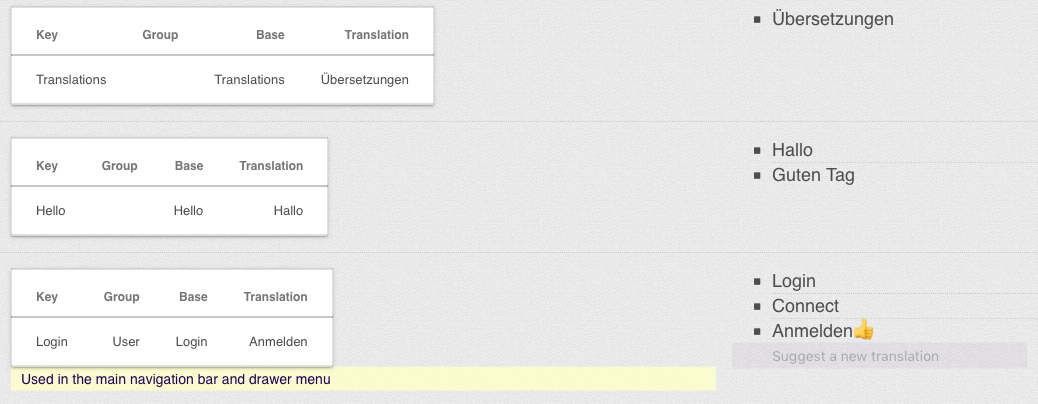 Key Group Base Translation
Translations Translations Übersetzungen
Übersetzungen
Key Group Base Translation
Hello Hello Hallo
Hallo
Guten Tag
Key Group Base Translation
Login User Login Anmelden
Used in the main navigation bar and drawer menu
Login
Connect
Anmelden👍
Suggest a new translation